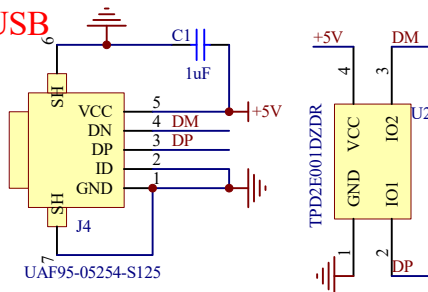 USB
6
C1
1uF
SH
VCC 5 +5V
DN 4 DM
DP 3 DP
ID 2
GND 1
SH
J4
7
UAF95-05254-S125
+5V DM
4 3
U2
TPD2E001DZDR
VCC IO2
GND IO1
1 2
DP